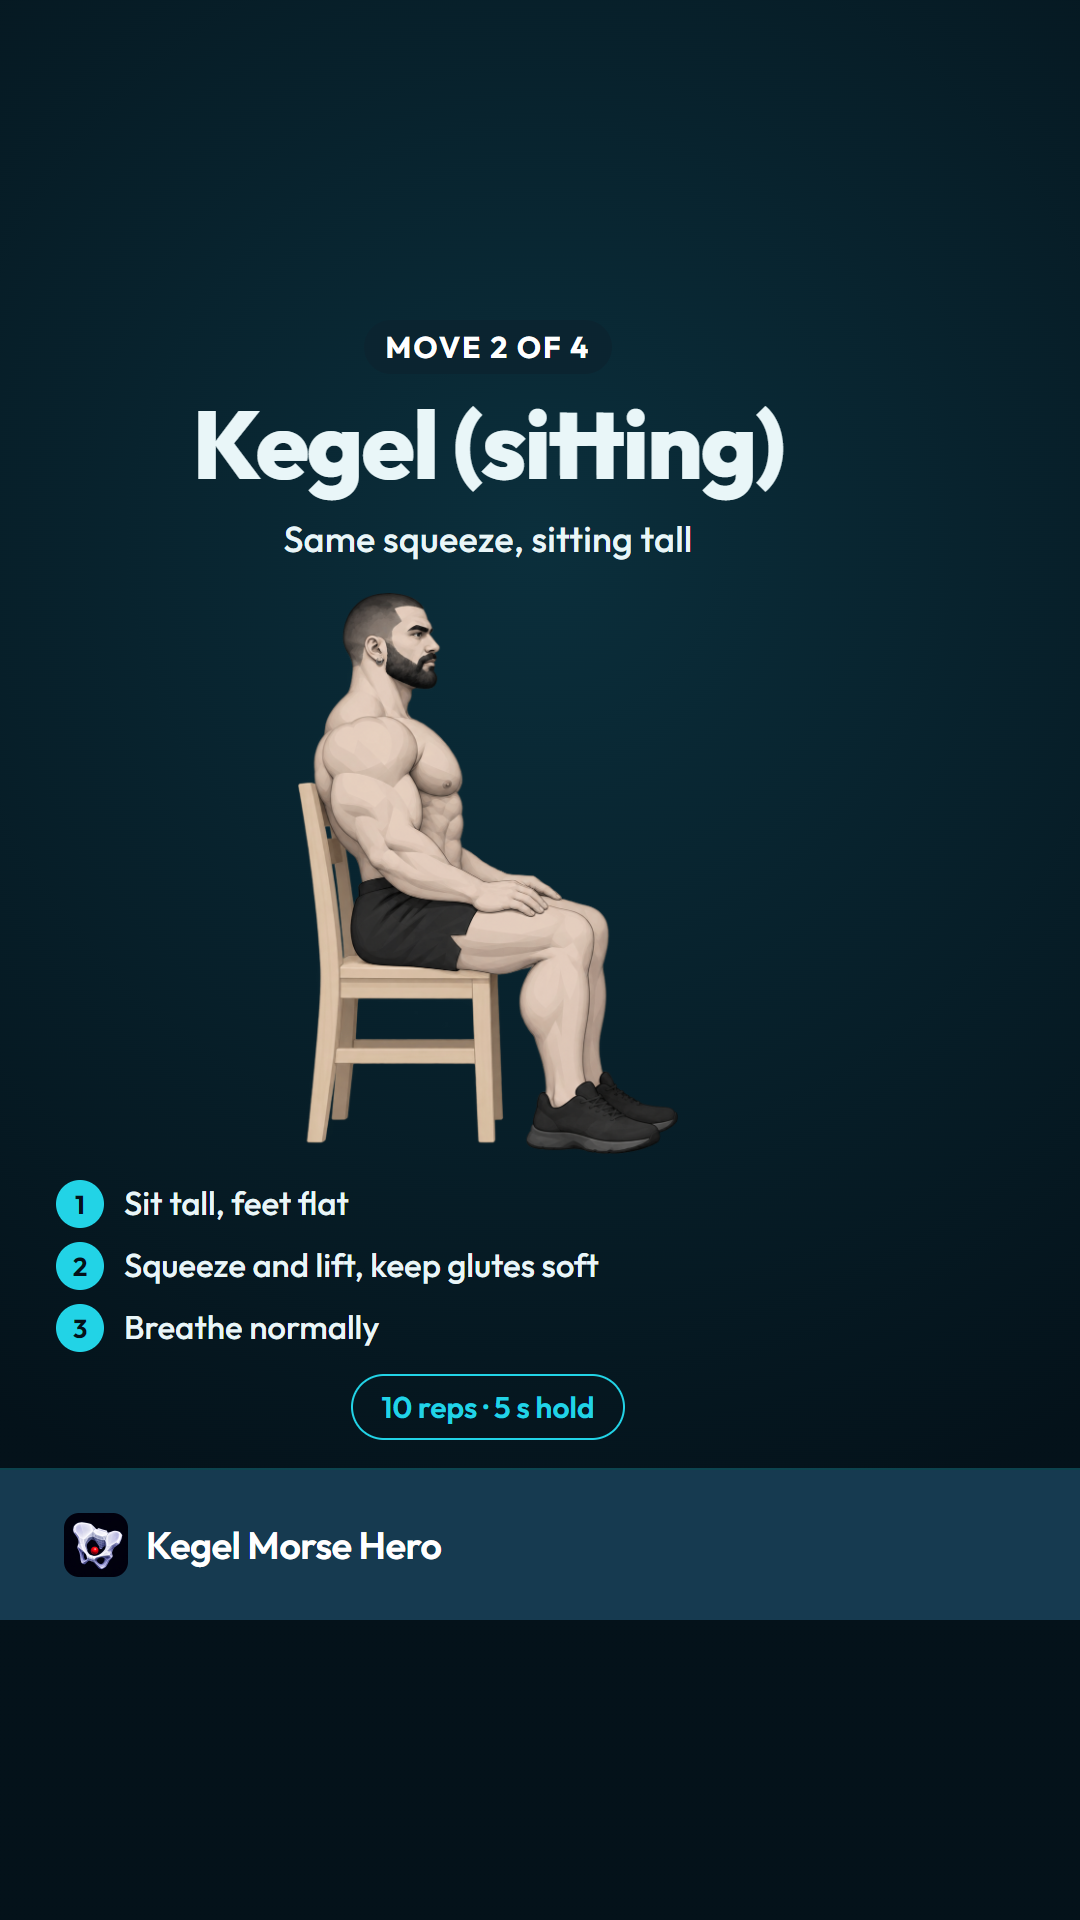 MOVE 2 OF 4
Kegel (sitting)
Same squeeze, sitting tall
1 Sit tall, feet flat
2 Squeeze and lift, keep glutes soft
3 Breathe normally
10 reps · 5 s hold
Kegel Morse Hero